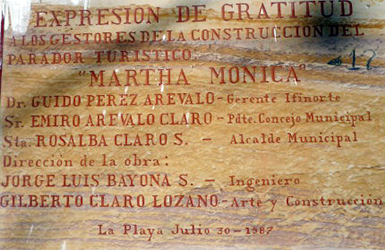 EXPRESION DE GRATITUD
A LOS GESTORES DE LA CONSTRUCCION DEL
PARADOR TURISTICO.
"MARTHA MONICA"
Dr. GUIDO PEREZ AREVALO - Gerente Ifinorte
Sr. EMIRO AREVALO CLARO - Pdte. Concejo Municipal
Sta. ROSALBA CLARO S. - Alcalde Municipal
Dirección de la obra:
JORGE LUIS BAYONA S. - Ingeniero
GILBERTO CLARO LOZANO - Arte y Construcción
La Playa Julio 30 - 1987